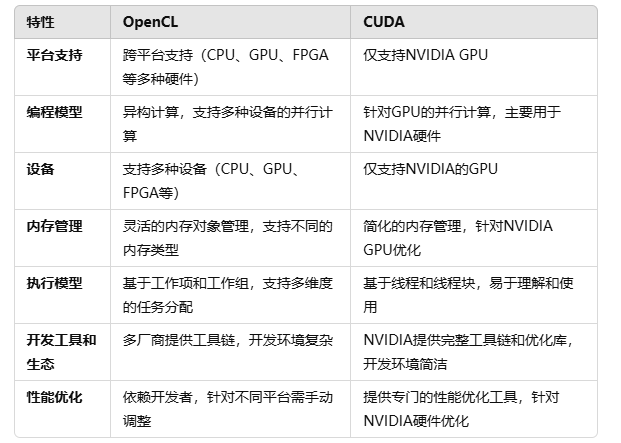 特性 OpenCL CUDA
平台支持 跨平台支持（CPU、GPU、FPGA 仅支持NVIDIA GPU
等多种硬件）
编程模型 异构计算，支持多种设备的并行计 针对GPU的并行计算，主要用于
算 NVIDIA硬件
设备 支持多种设备（CPU、GPU、 仅支持NVIDIA的GPU
FPGA等）
内存管理 灵活的内存对象管理，支持不同的 简化的内存管理，针对NVIDIA
内存类型 GPU优化
执行模型 基于工作项和工作组，支持多维度 基于线程和线程块，易于理解和使
的任务分配 用
开发工具和 多厂商提供工具链，开发环境复杂 NVIDIA提供完整工具链和优化库，
生态 开发环境简洁
性能优化 依赖开发者，针对不同平台需手动 提供专门的性能优化工具，针对
调整 NVIDIA硬件优化